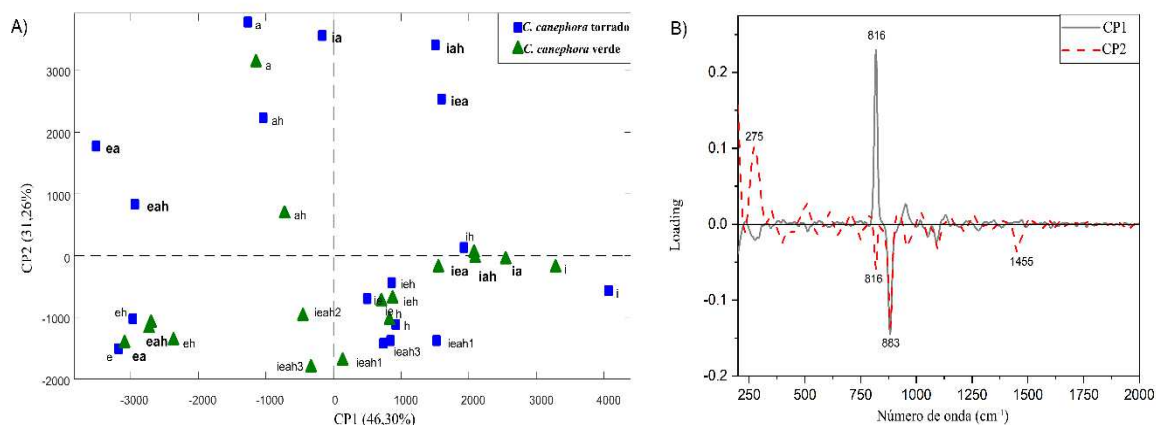 A)
C. canephora torrado
C. canephora verde
a
ia
iah
a
iea
ah
ea
eah
ah
ih
iea
iah
ia
i
ieh
i
ie
ieh
ie
h
h
eh
ieah2
e
ea
eah
eh
ieah3
ieah1
ieah3
ieah1
3000
2000
1000
0
-1000
-2000
CP2 (31,26%)
-3000
-2000
-1000
0
1000
2000
3000
4000
CP1 (46,30%)
B)
CP1
CP2
816
275
816
1455
883
0.2
0.1
0.0
-0.1
-0.2
Loading
250
500
750
1000
1250
1500
1750
2000
Número de onda (cm-1)